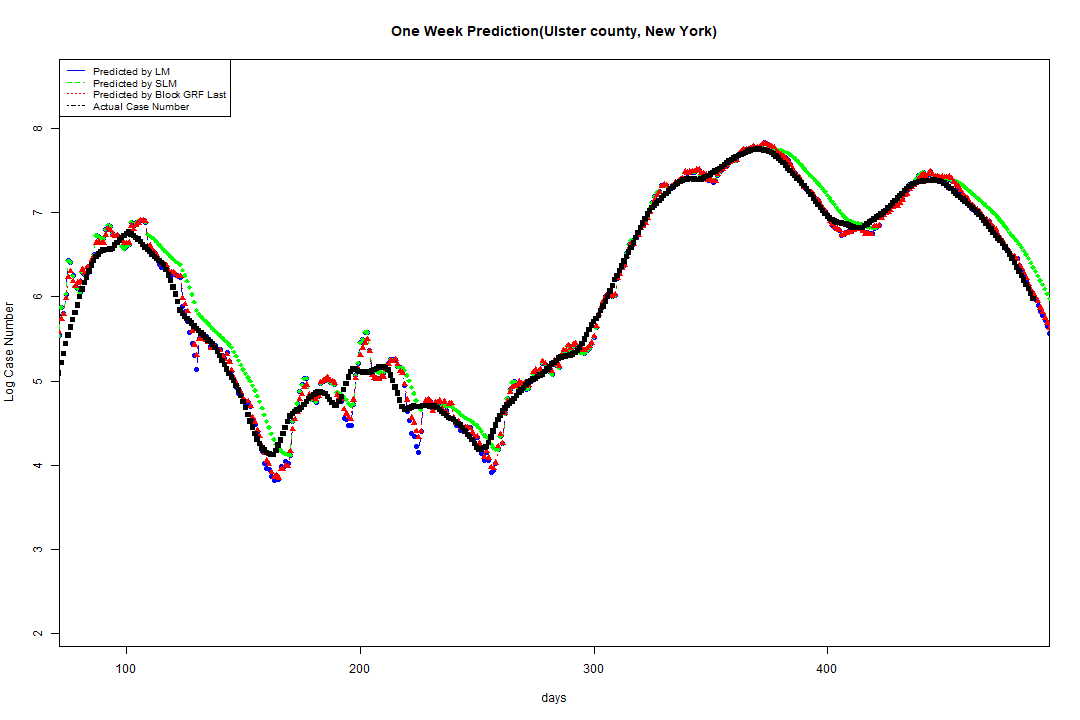 One Week Prediction(Ulster county, New York)
Predicted by LM
Predicted by SLM
Predicted by Block GRF Last
Actual Case Number
Log Case Number
8
7
6
5
4
3
2
100 200 300 400
days